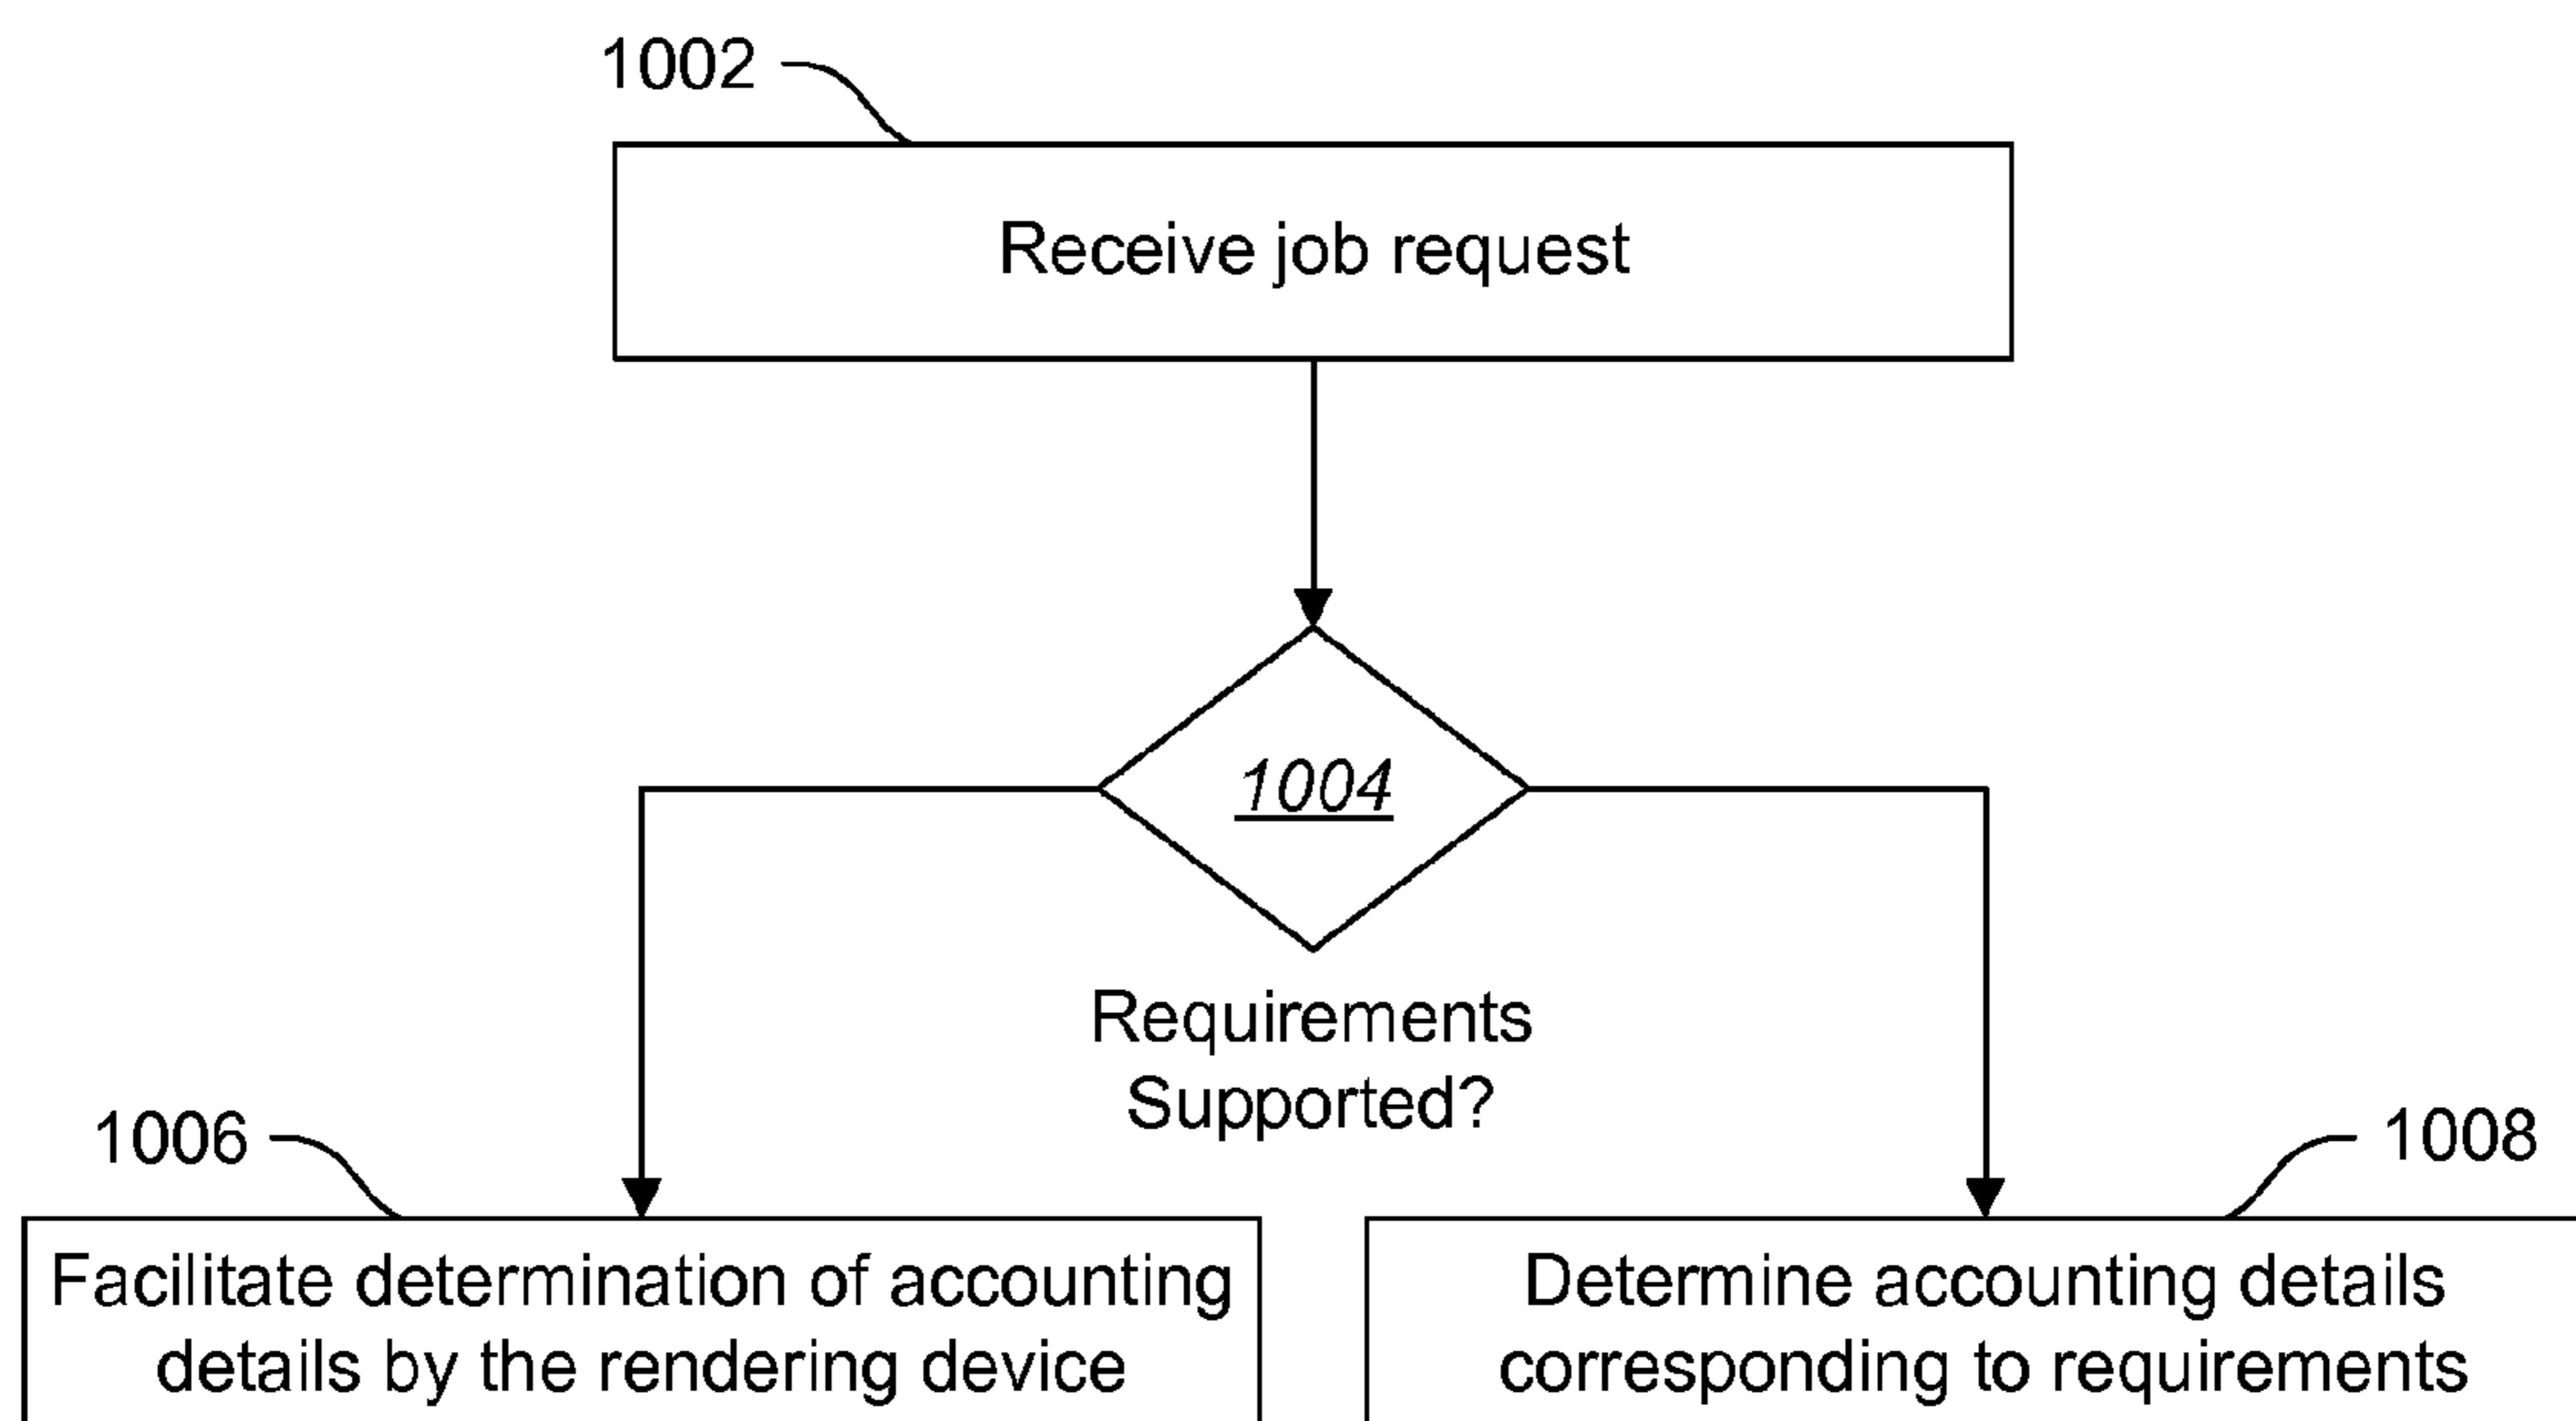 1002
Receive job request
1004
Requirements
Supported?
1006
1008
Facilitate determination of accounting
details by the rendering device
Determine accounting details
corresponding to requirements